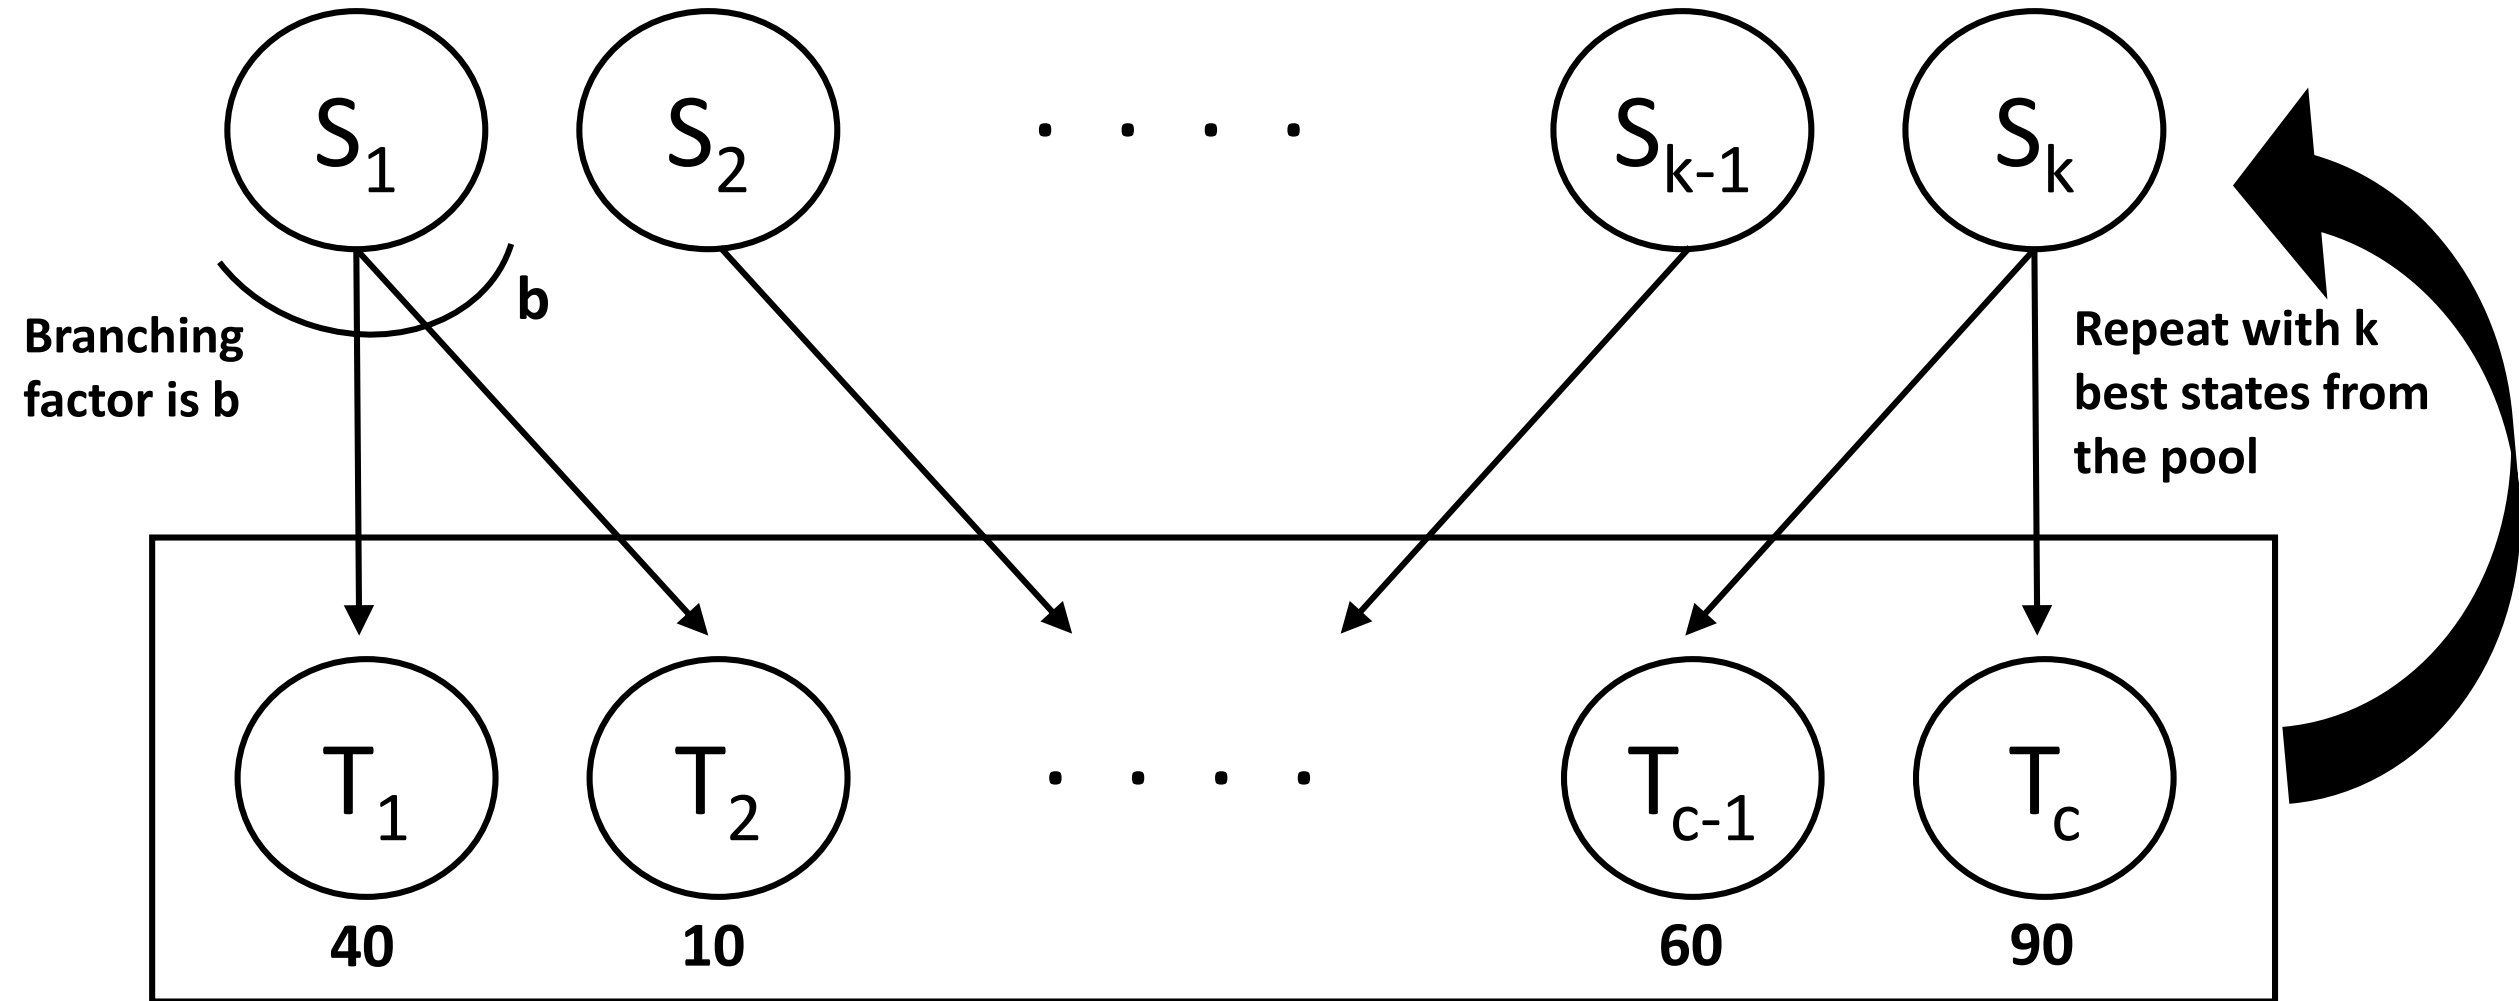 S1 S2 . . . . Sk-1 Sk
b
Branching
factor is b
Repeat with k
best states from
the pool
T1 T2 . . . . Tc-1 Tc
40 10 60 90